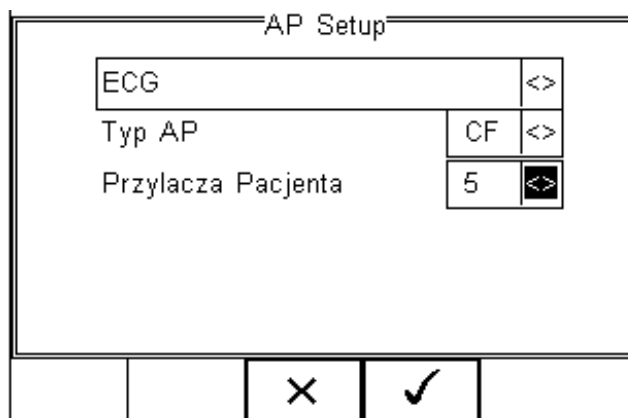 AP Setup
ECG <>
Typ AP CF <>
Przylacza Pacjenta 5 <>